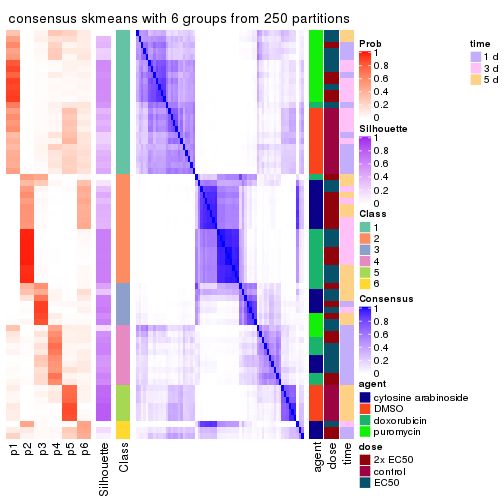 consensus skmeans with 6 groups from 250 partitions
Prob
1
0.8
0.6
0.4
0.2
0
time
1 d
3 d
5 d
Silhouette
1
0.8
0.6
0.4
0.2
0
Class
1
2
3
4
5
6
Consensus
1
0.8
0.6
0.4
0.2
0
agent
cytosine arabinoside
DMSO
doxorubicin
puromycin
dose
2x EC50
control
EC50
p1
p2
p3
p4
p5
p6
Silhouette
Class
agent
dose
time